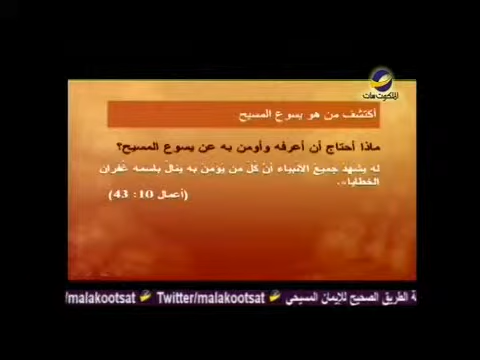 الملكوت سات
أكتشف من هو يسوع المسيح
ماذا أحتاج أن أعرفه وأومن به عن يسوع المسيح؟
له يشهد جميع الأنبياء أن كل من يؤمن به ينال باسمه غفران
الخطايا».
(أعمال 10 : 43)
/malakootsat Twitter/malakootsat ة الطريق الصحيح للإيمان المسيحي